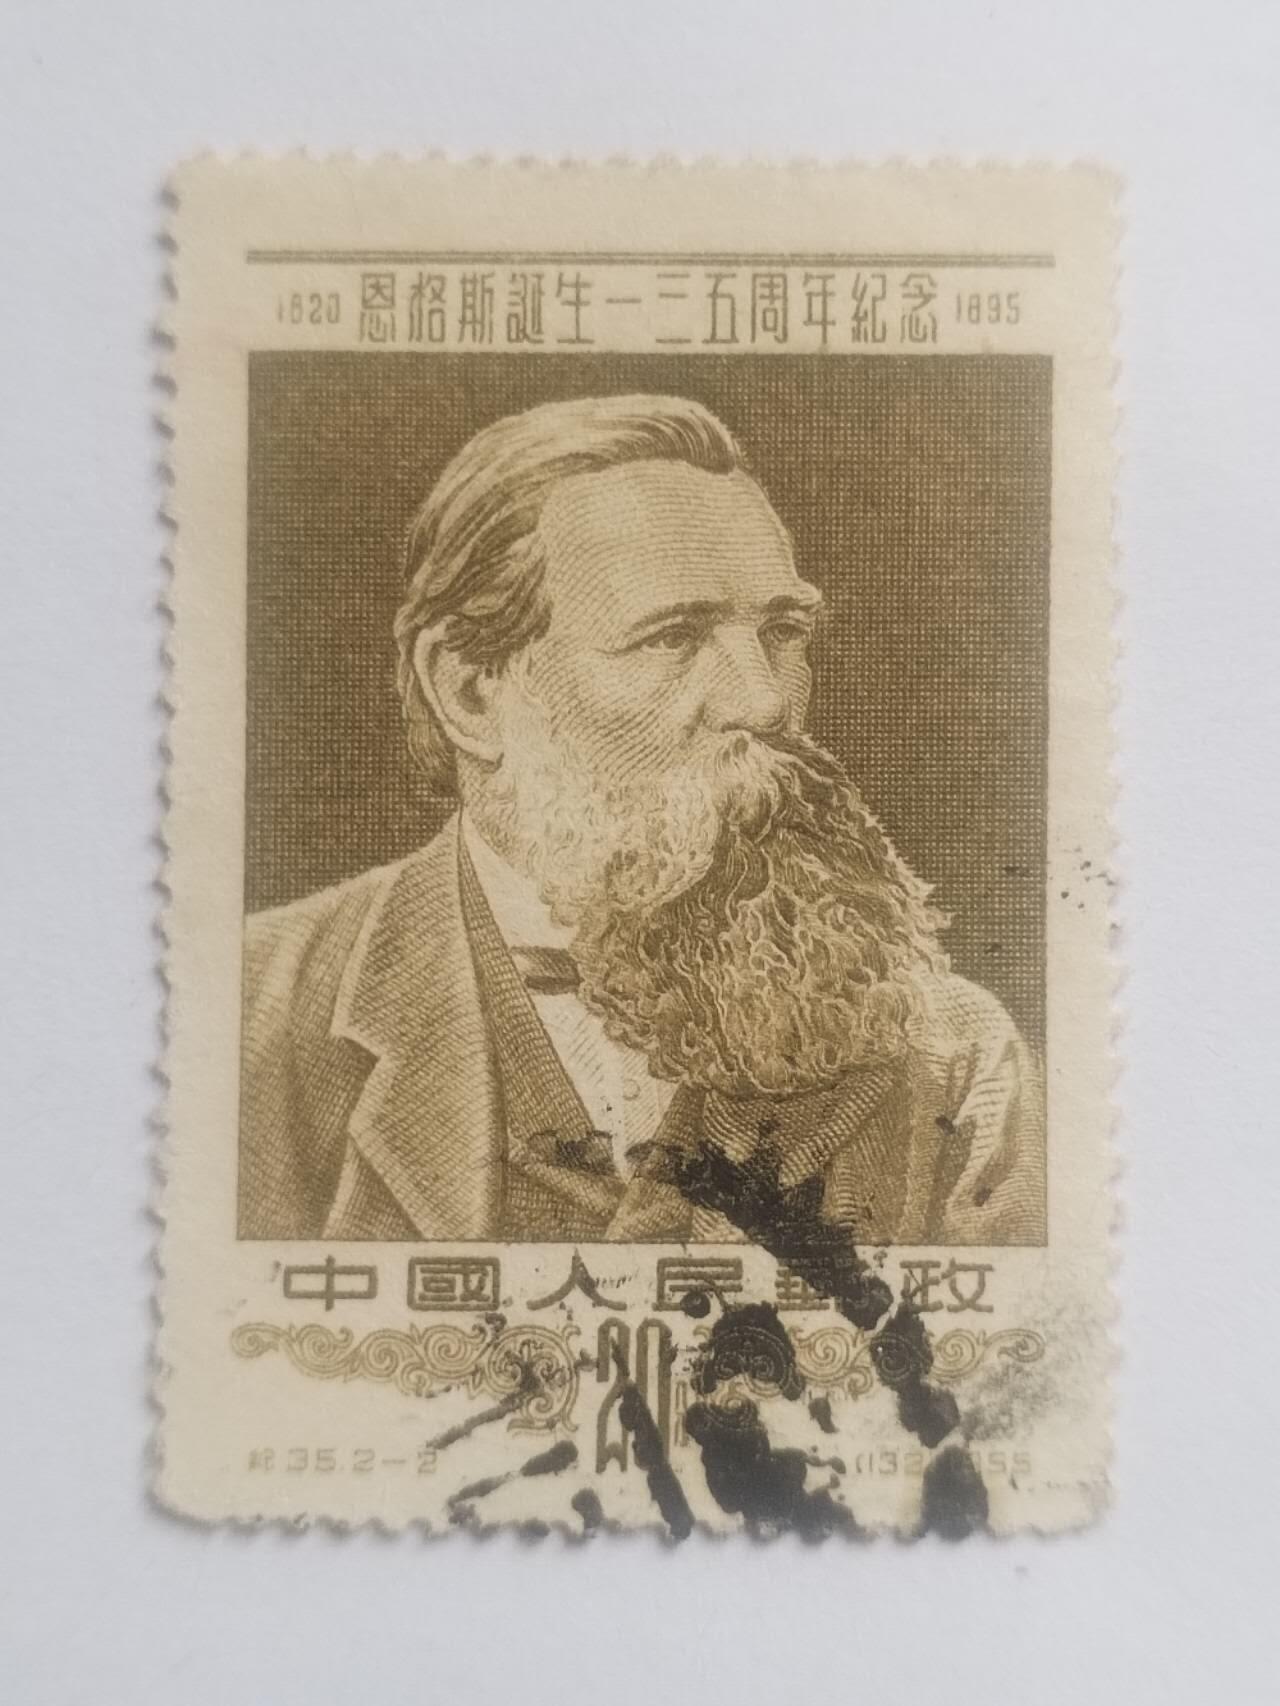 1820 恩格斯誕生一三五周年紀念 1895
中國人民郵政
20
紀35.2-2 (132) 1955